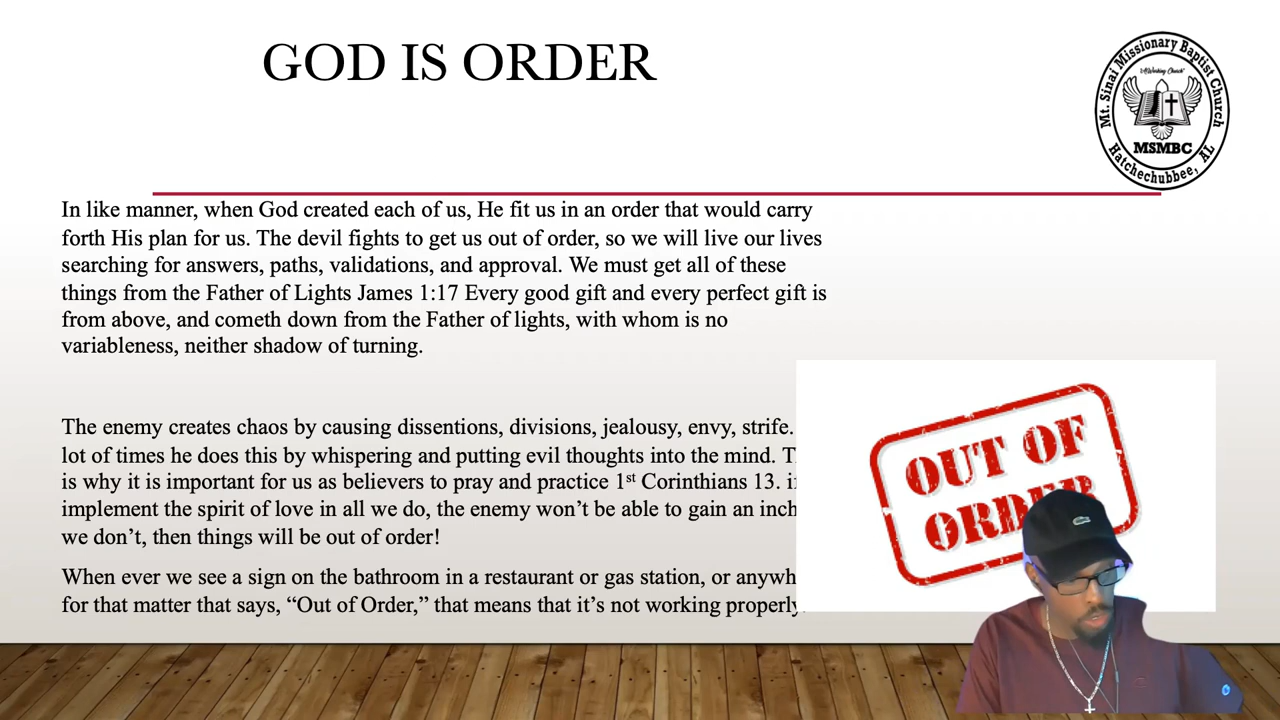 GOD IS ORDER
Mt. Sinai Missionary Baptist Church
"A Working Church"
MSMBC
Hatchechubbee, AL
In like manner, when God created each of us, He fit us in an order that would carry
forth His plan for us. The devil fights to get us out of order, so we will live our lives
searching for answers, paths, validations, and approval. We must get all of these
things from the Father of Lights James 1:17 Every good gift and every perfect gift is
from above, and cometh down from the Father of lights, with whom is no
variableness, neither shadow of turning.
The enemy creates chaos by causing dissentions, divisions, jealousy, envy, strife.
lot of times he does this by whispering and putting evil thoughts into the mind.
is why it is important for us as believers to pray and practice 1st Corinthians 13.
implement the spirit of love in all we do, the enemy won’t be able to gain an inch
we don’t, then things will be out of order!
When ever we see a sign on the bathroom in a restaurant or gas station, or
for that matter that says, “Out of Order,” that means that it’s not working properly.
OUT OF
ORDER